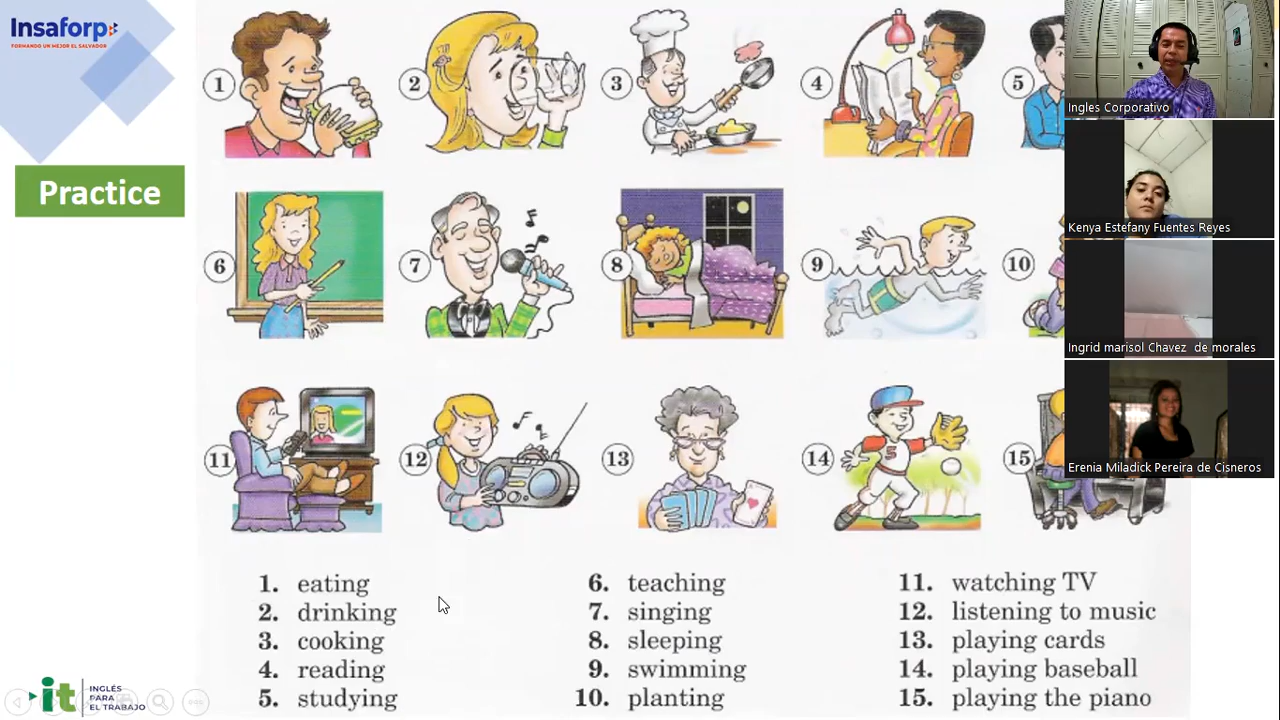 Insaforp
FORMANDO UN MEJOR EL SALVADOR
Practice
1
2
3
4
5
6
7
8
9
10
11
12
13
14
15
5
1. eating
2. drinking
3. cooking
4. reading
5. studying
6. teaching
7. singing
8. sleeping
9. swimming
10. planting
11. watching TV
12. listening to music
13. playing cards
14. playing baseball
15. playing the piano
it
INGLÉS
PARA
EL TRABAJO
Ingles Corporativo
Kenya Estefany Fuentes Reyes
Ingrid marisol Chavez de morales
Erenia Miladick Pereira de Cisneros